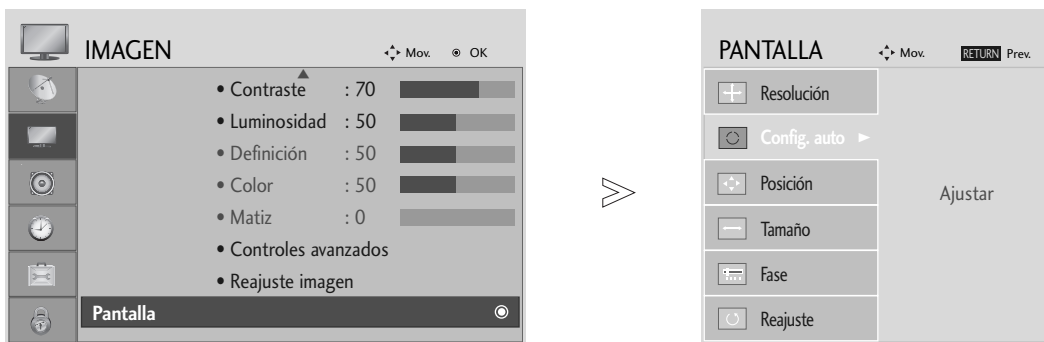 IMAGEN Mov. OK
• Contraste : 70
• Luminosidad : 50
• Definición : 50
• Color : 50
• Matiz : 0
• Controles avanzados
• Reajuste imagen
Pantalla
PANTALLA Mov. RETURN Prev.
Resolución
Config. auto
Posición
Tamaño
Fase
Reajuste
Ajustar